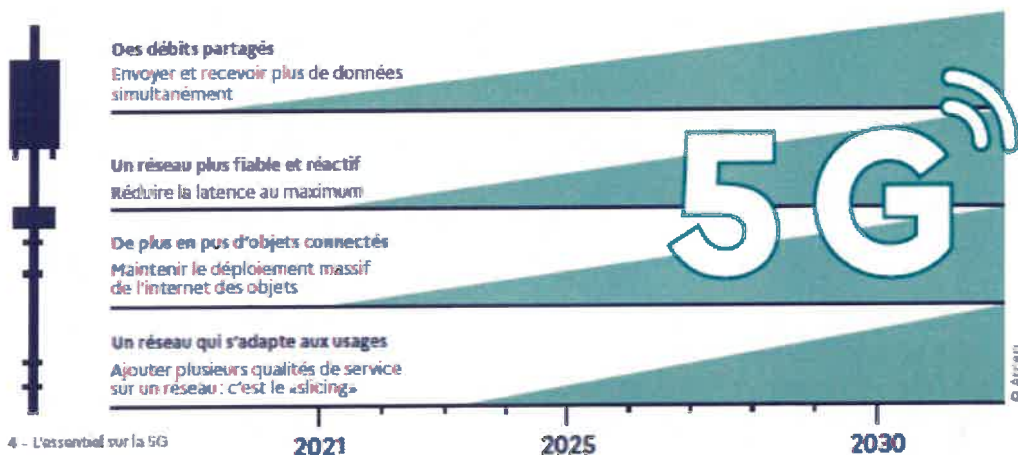 Des débits partagés
Envoyer et recevoir plus de données
simultanément
Un réseau plus fiable et réactif
Réduire la latence au maximum
5G
De plus en pus d'objets connectés
Maintenir le déploiement massif
de l'internet des objets
Un réseau qui s'adapte aux usages
Ajouter plusieurs qualités de service
sur un réseau : c'est le «slicing»
© Arcep
4 - L'essentiel sur la 5G
2021
2025
2030